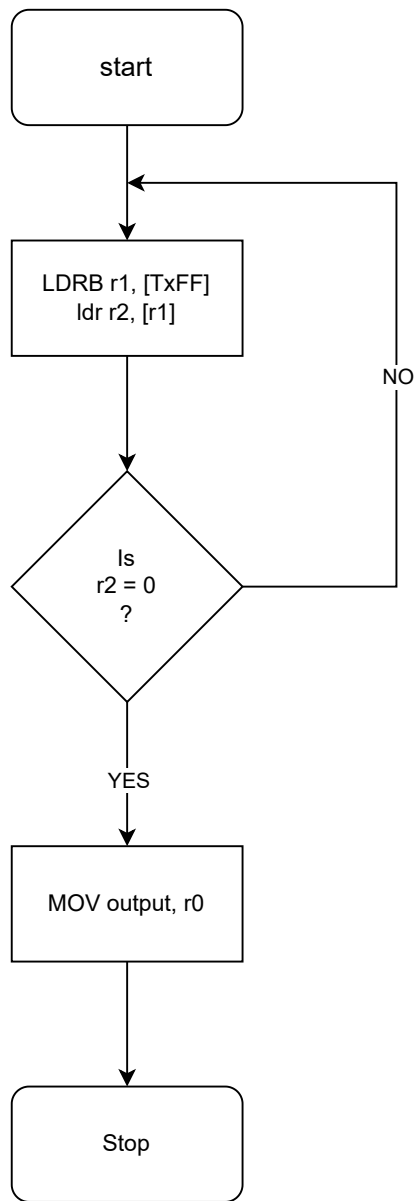 start
LDRB r1, [TxFF]
ldr r2, [r1]
NO
Is
r2 = 0
?
YES
MOV output, r0
Stop